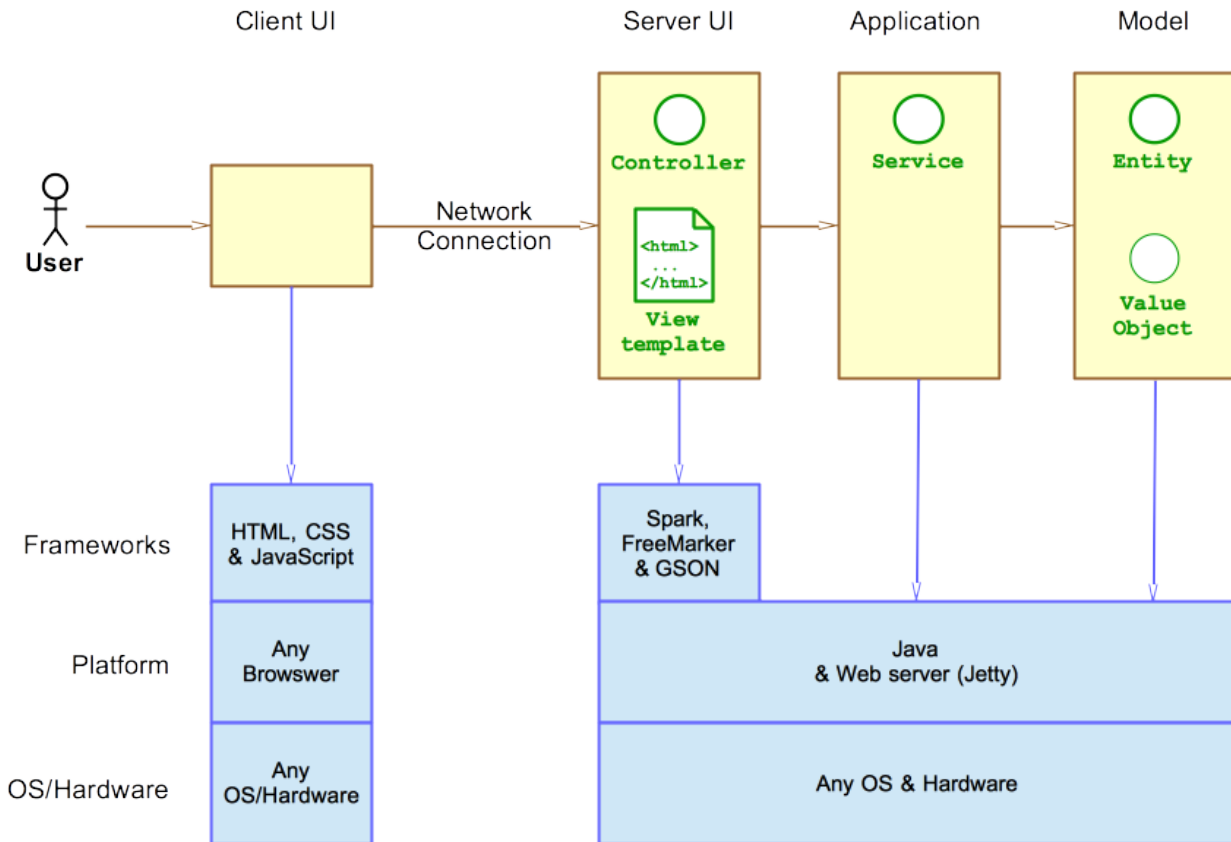 Client UI
Server UI
Application
Model
Controller
Service
Entity
User
Network
Connection
<html>
...
</html>
View
template
Value
Object
Frameworks
HTML, CSS
& JavaScript
Spark,
FreeMarker
& GSON
Platform
Any
Browswer
Java
& Web server (Jetty)
OS/Hardware
Any
OS/Hardware
Any OS & Hardware